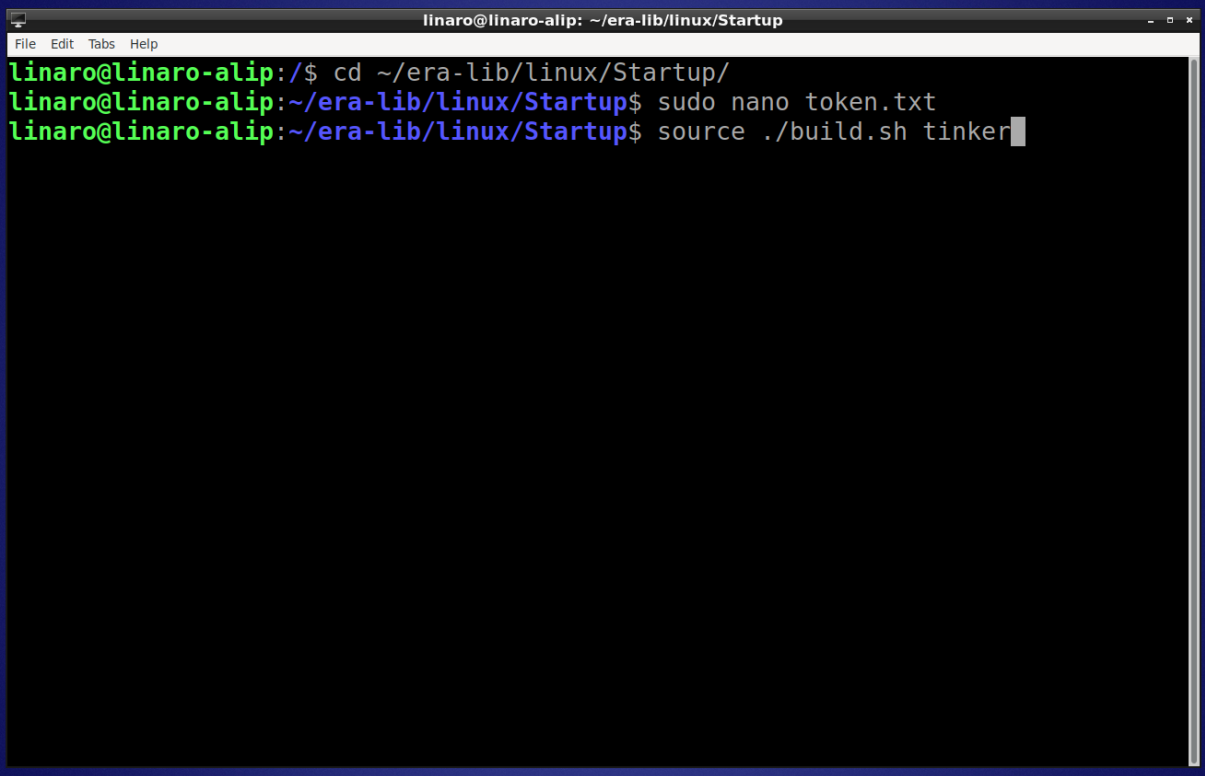 linaro@linaro-alip: ~/era-lib/linux/Startup
File Edit Tabs Help
linaro@linaro-alip:/$ cd ~/era-lib/linux/Startup/
linaro@linaro-alip:~/era-lib/linux/Startup$ sudo nano token.txt
linaro@linaro-alip:~/era-lib/linux/Startup$ source ./build.sh tinker